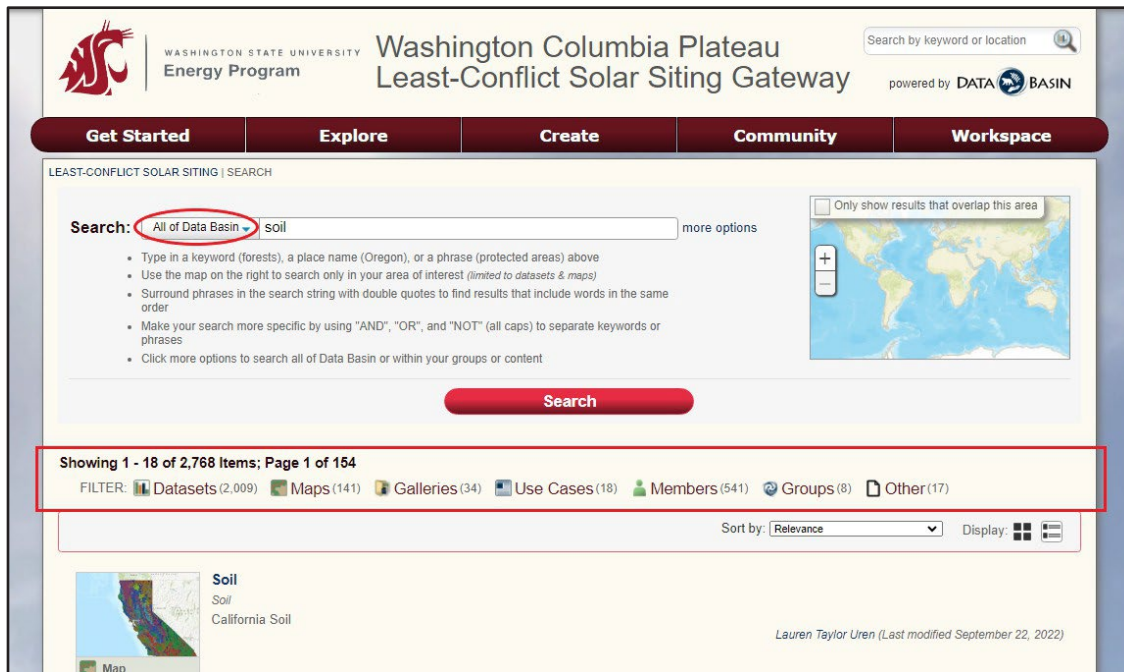 WASHINGTON STATE UNIVERSITY
Energy Program
Washington Columbia Plateau
Least-Conflict Solar Siting Gateway
Search by keyword or location
powered by DATA BASIN
Get Started Explore Create Community Workspace
LEAST-CONFLICT SOLAR SITING | SEARCH
Search: All of Data Basin soil more options
Type in a keyword (forests), a place name (Oregon), or a phrase (protected areas) above
Use the map on the right to search only in your area of interest (limited to datasets & maps)
Surround phrases in the search string with double quotes to find results that include words in the same
order
Make your search more specific by using "AND", "OR", and "NOT" (all caps) to separate keywords or
phrases
Click more options to search all of Data Basin or within your groups or content
Only show results that overlap this area
+
−
Search
Showing 1 - 18 of 2,768 Items; Page 1 of 154
FILTER: Datasets (2,009) Maps (141) Galleries (34) Use Cases (18) Members (541) Groups (8) Other (17)
Sort by: Relevance Display:
Soil
Soil
California Soil
Lauren Taylor Uren (Last modified September 22, 2022)
Map